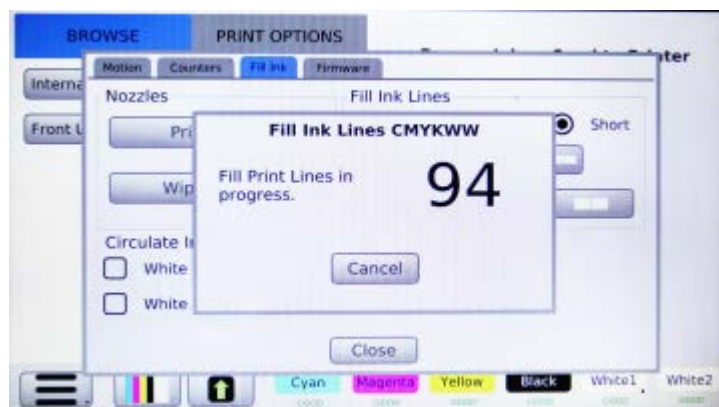 BROWSE
PRINT OPTIONS
Motion
Counters
Fill Ink
Firmware
Nozzles
Fill Ink Lines
Short
Fill Ink Lines CMYKWW
Fill Print Lines in
progress.
94
Cancel
White
White
Close
Cyan
Magenta
Yellow
Black
White1
White2